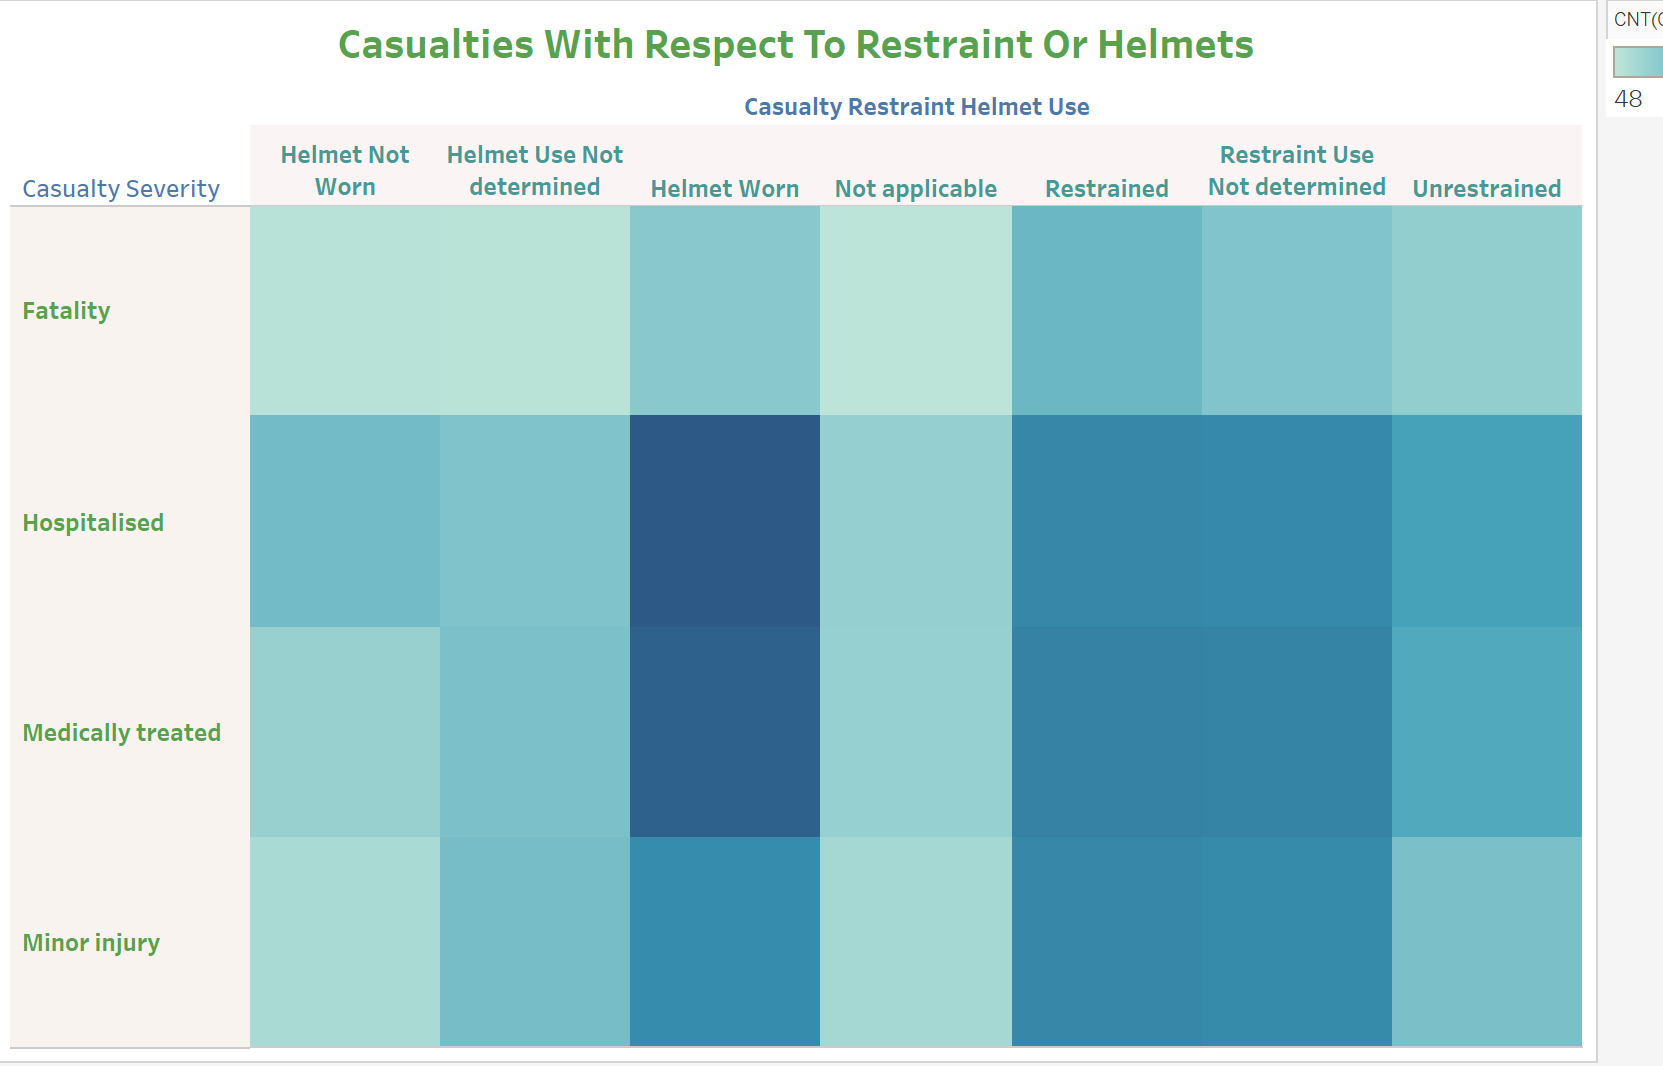 Casualties With Respect To Restraint Or Helmets
CNT(
48
Casualty Restraint Helmet Use
Casualty Severity
Helmet Not
Worn
Helmet Use Not
determined
Helmet Worn
Not applicable
Restrained
Restraint Use
Not determined
Unrestrained
Fatality
Hospitalised
Medically treated
Minor injury